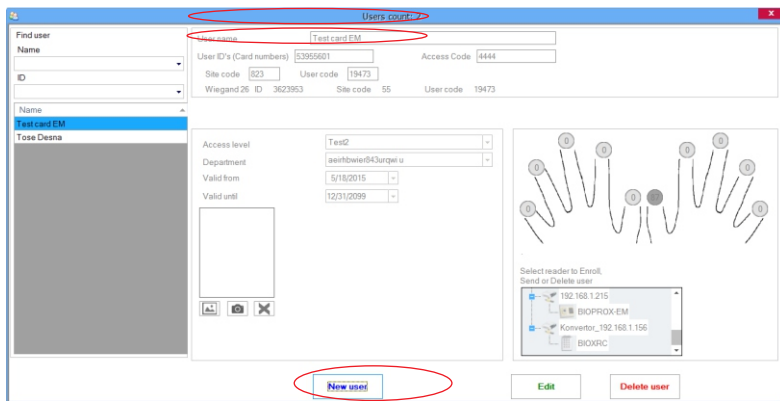 Users count: 2
x
Find user
Name
ID
Name
Test card EM
Tose Desna
User name Test card EM
User ID's (Card numbers) 53955601 Access Code 4444
Site code 823 User code 19473
Wiegand 26 ID 3623953 Site code 55 User code 19473
Access level Test2
Department aeirhbwier843urqwi u
Valid from 5/18/2015
Valid until 12/31/2099
0 0 0 0 0 0 0 0 0
Select reader to Enroll,
Send or Delete user
192.168.1.215
BIOPROX-EM
Konvertor_192.168.1.156
BIOXRC
New user
Edit
Delete user